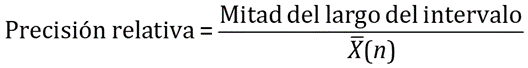 Precisión relativa = Mitad del largo del intervalo / X̅(n)